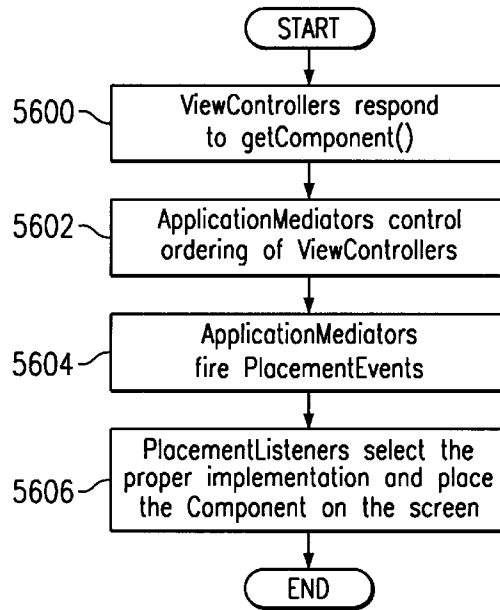 START
5600
ViewControllers respond
to getComponent()
5602
ApplicationMediators control
ordering of ViewControllers
5604
ApplicationMediators
fire PlacementEvents
5606
PlacementListeners select the
proper implementation and place
the Component on the screen
END